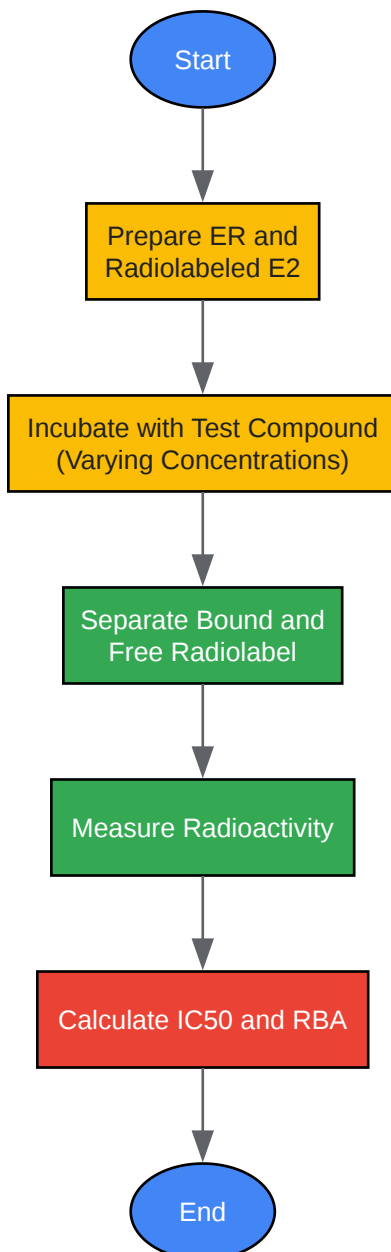 Start
Prepare ER and
Radiolabeled E2
Incubate with Test Compound
(Varying Concentrations)
Separate Bound and
Free Radiolabel
Measure Radioactivity
Calculate IC50 and RBA
End